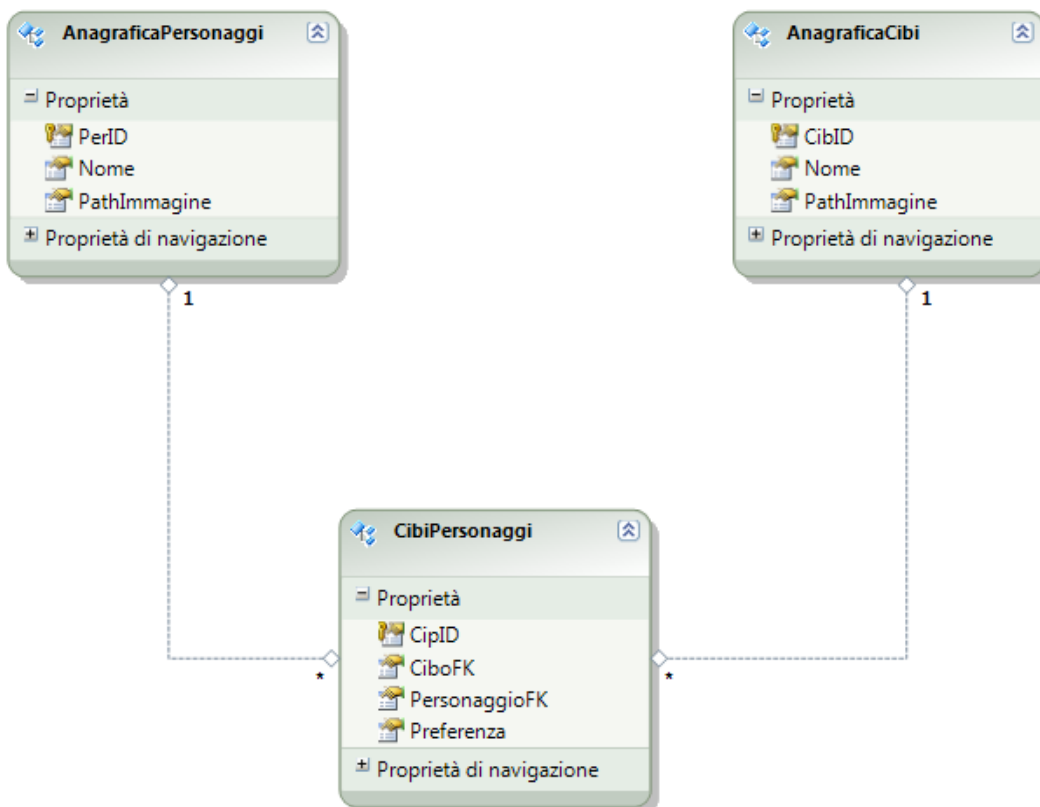 AnagraficaPersonaggi
Proprietà
PerID
Nome
PathImmagine
Proprietà di navigazione
1
AnagraficaCibi
Proprietà
CibID
Nome
PathImmagine
Proprietà di navigazione
1
CibiPersonaggi
Proprietà
CipID
CiboFK
PersonaggioFK
Preferenza
Proprietà di navigazione
*
*